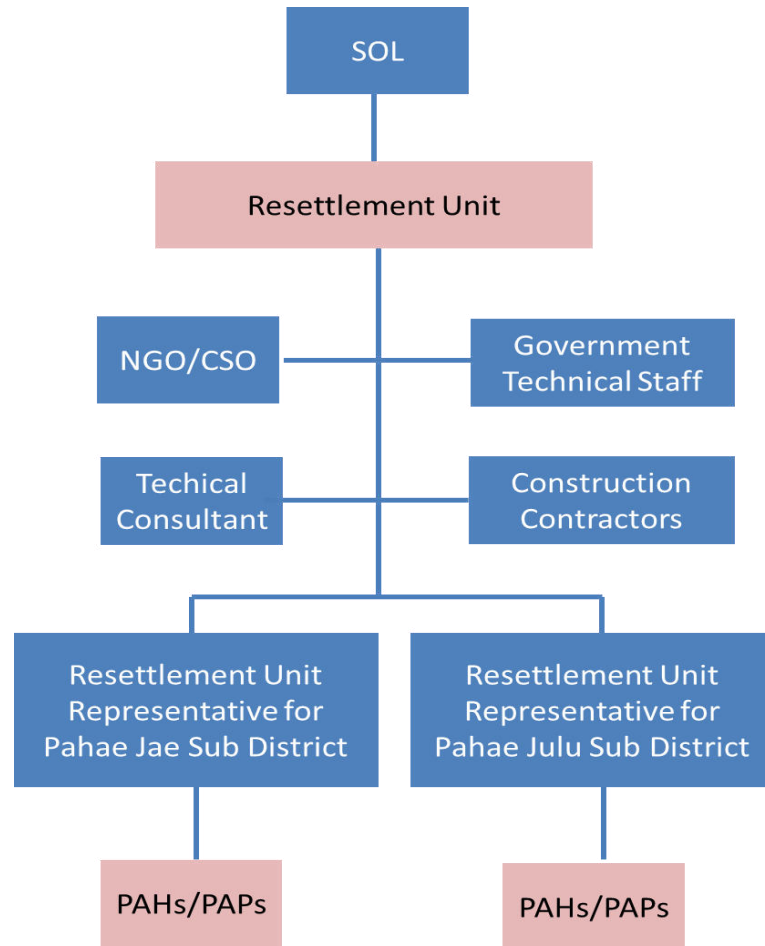 SOL
Resettlement Unit
NGO/CSO
Government
Technical Staff
Techical
Consultant
Construction
Contractors
Resettlement Unit
Representative for
Pahae Jae Sub District
Resettlement Unit
Representative for
Pahae Julu Sub District
PAHs/PAPs
PAHs/PAPs